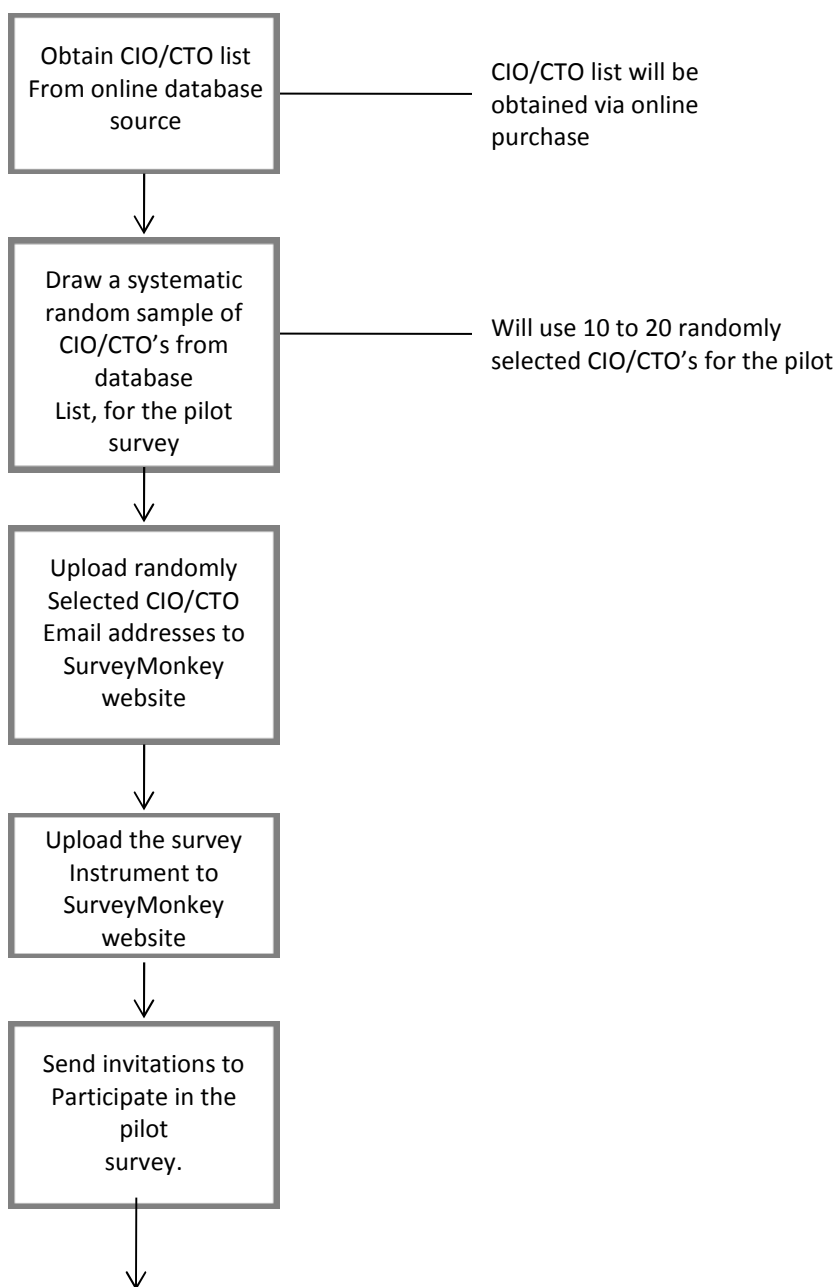 Obtain CIO/CTO list
From online database
source
CIO/CTO list will be
obtained via online
purchase
Draw a systematic
random sample of
CIO/CTO’s from
database
List, for the pilot
survey
Will use 10 to 20 randomly
selected CIO/CTO’s for the pilot
Upload randomly
Selected CIO/CTO
Email addresses to
SurveyMonkey
website
Upload the survey
Instrument to
SurveyMonkey
website
Send invitations to
Participate in the
pilot
survey.